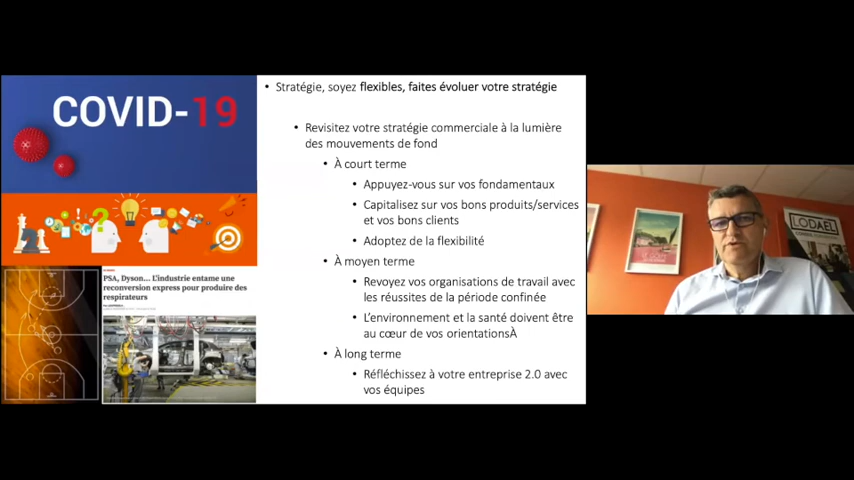 COVID-19
PSA, Dyson... L'industrie entame une
reconversion express pour produire des
respirateurs
• Stratégie, soyez flexibles, faites évoluer votre stratégie
• Revisitez votre stratégie commerciale à la lumière
des mouvements de fond
• À court terme
• Appuyez-vous sur vos fondamentaux
• Capitalisez sur vos bons produits/services
et vos bons clients
• Adoptez de la flexibilité
• À moyen terme
• Revoyez vos organisations de travail avec
les réussites de la période confinée
• L'environnement et la santé doivent être
au cœur de vos orientationsÀ
• À long terme
• Réfléchissez à votre entreprise 2.0 avec
vos équipes
LODAEL